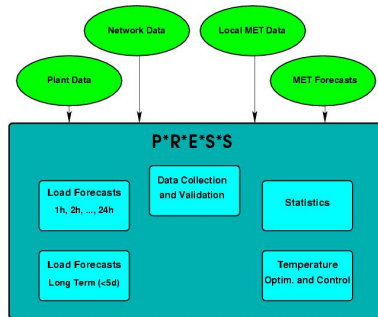 Network Data
Local MET Data
Plant Data
MET Forecasts
P*R*E*S*S
Data Collection
and Validation
Load Forecasts
1h, 2h, ..., 24h
Statistics
Load Forecasts
Long Term (<5d)
Temperature
Optim. and Control